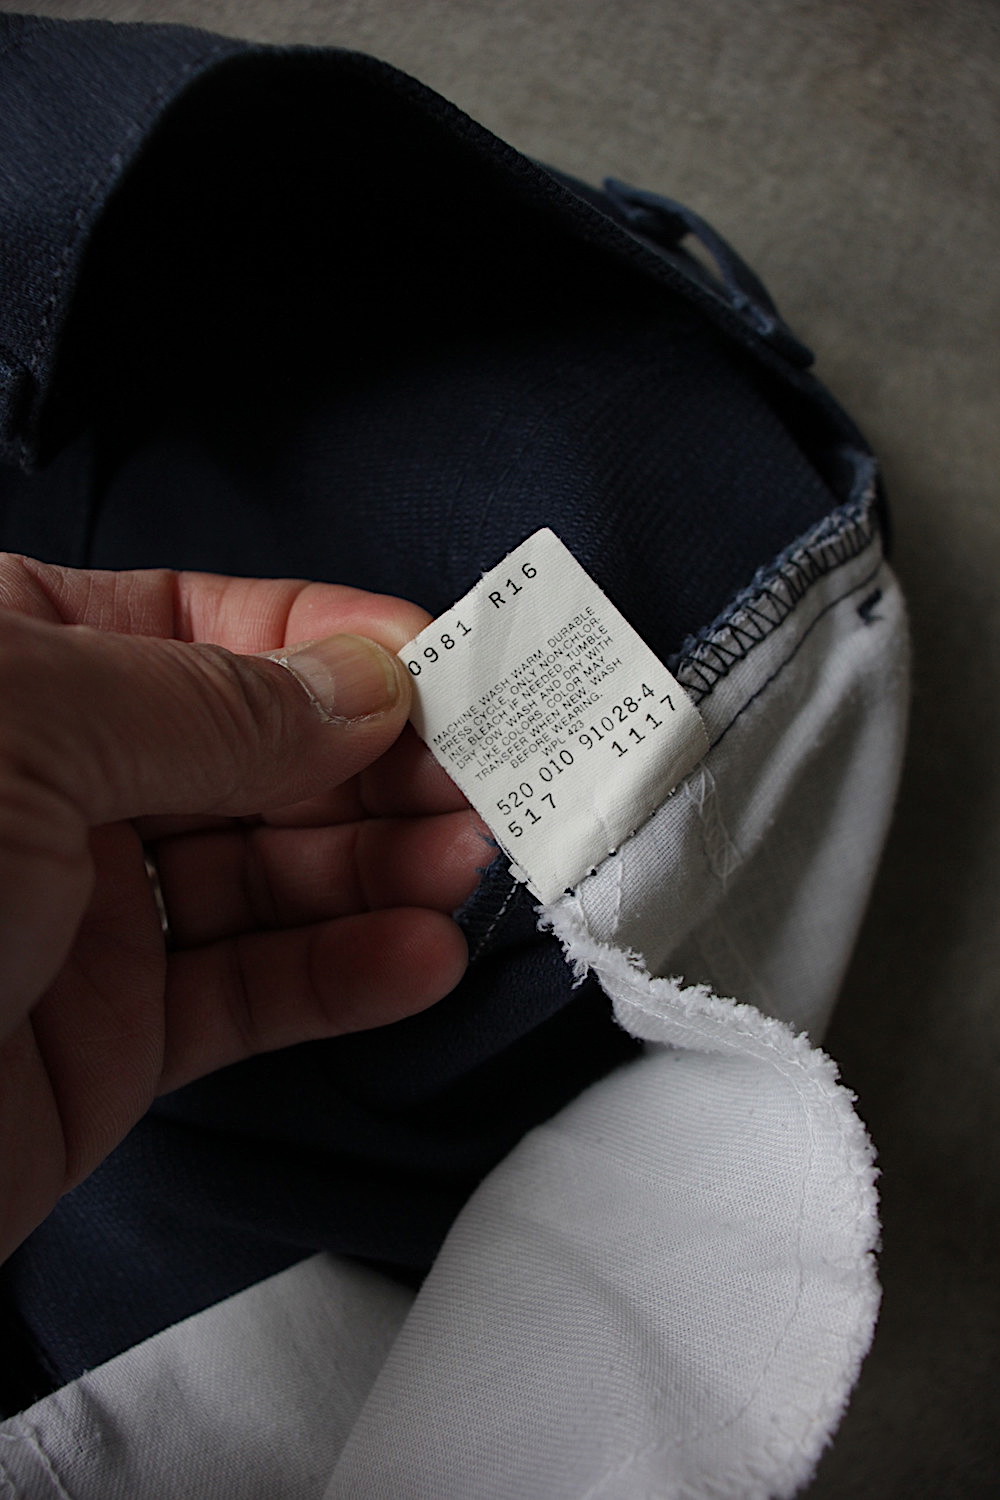 0981 R16
MACHINE WASH WARM, DURABLE
PRESS CYCLE. ONLY NON-CHLOR-
INE BLEACH IF NEEDED. TUMBLE
DRY LOW. WASH AND DRY WITH
LIKE COLORS. COLOR MAY
TRANSFER WHEN NEW. WASH
BEFORE WEARING.
WPL 423
520 010 91028-4
517 1117